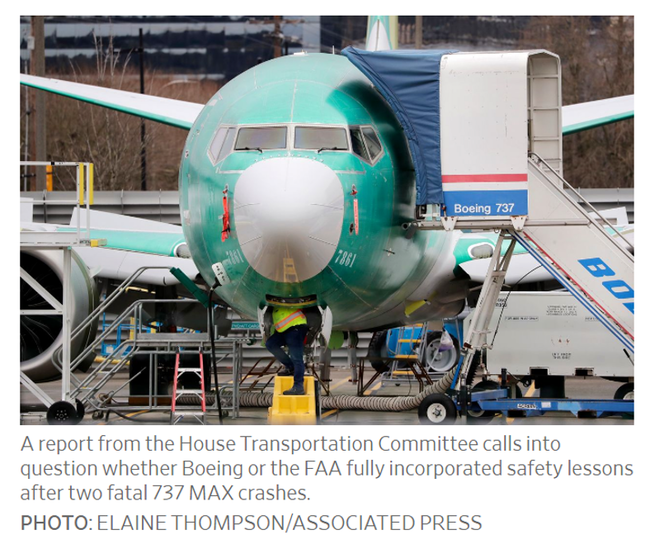 Boeing 737
BO
7861
7861
A report from the House Transportation Committee calls into
question whether Boeing or the FAA fully incorporated safety lessons
after two fatal 737 MAX crashes.
PHOTO: ELAINE THOMPSON/ASSOCIATED PRESS